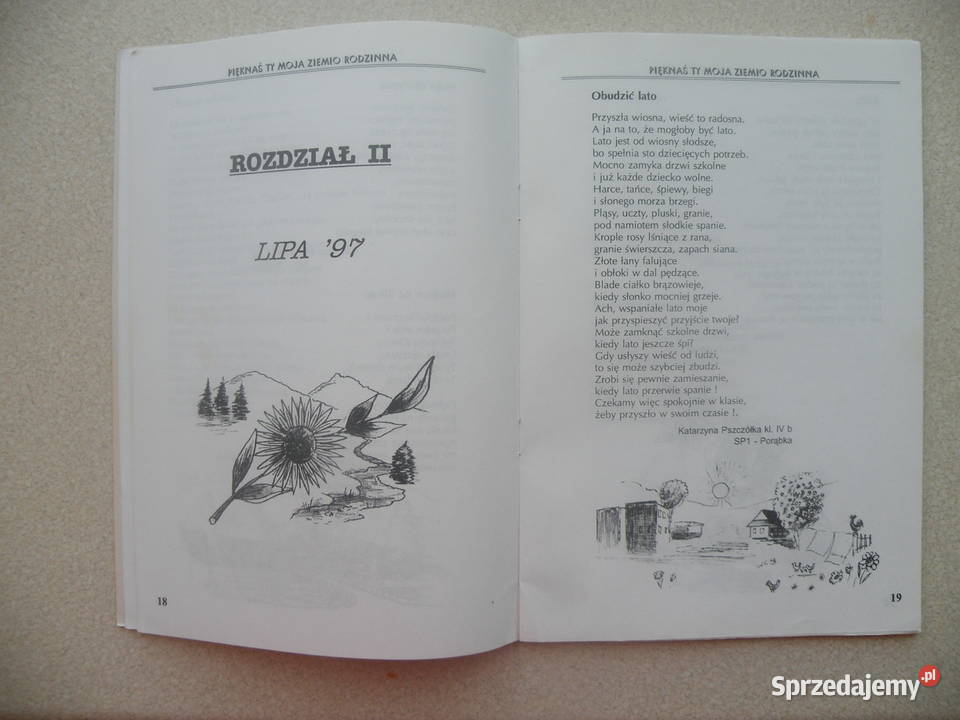 PIĘKNAŚ TY MOJA ZIEMIO RODZINNA
ROZDZIAŁ II
LIPA '97
18
PIĘKNAŚ TY MOJA ZIEMIO RODZINNA
Obudzić lato
Przyszła wiosna, wieść to radosna.
A ja na to, że mogłoby być lato.
Lato jest od wiosny słodsze,
bo spełnia sto dziecięcych potrzeb.
Mocno zamyka drzwi szkolne
i już każde dziecko wolne.
Harce, tańce, śpiewy, biegi
i słonego morza brzegi.
Pląsy, uczty, pluski, granie,
pod namiotem słodkie spanie.
Krople rosy lśniące z rana,
granie świerszcza, zapach siana.
Złote łany falujące
i obłoki w dal pędzące.
Blade ciałko brązowieje,
kiedy słonko mocniej grzeje.
Ach, wspaniałe lato moje
jak przyspieszyć przyjście twoje?
Może zamknąć szkolne drzwi,
kiedy lato jeszcze śpi?
Gdy usłyszy wieść od ludzi,
to się może szybciej zbudzi.
Zrobi się pewnie zamieszanie,
kiedy lato przerwie spanie !
Czekamy więc spokojnie w klasie,
żeby przyszło w swoim czasie !.
Katarzyna Pszczółka kl. IV b
SP1 - Porąbka
19
Sprzedajemy.pl